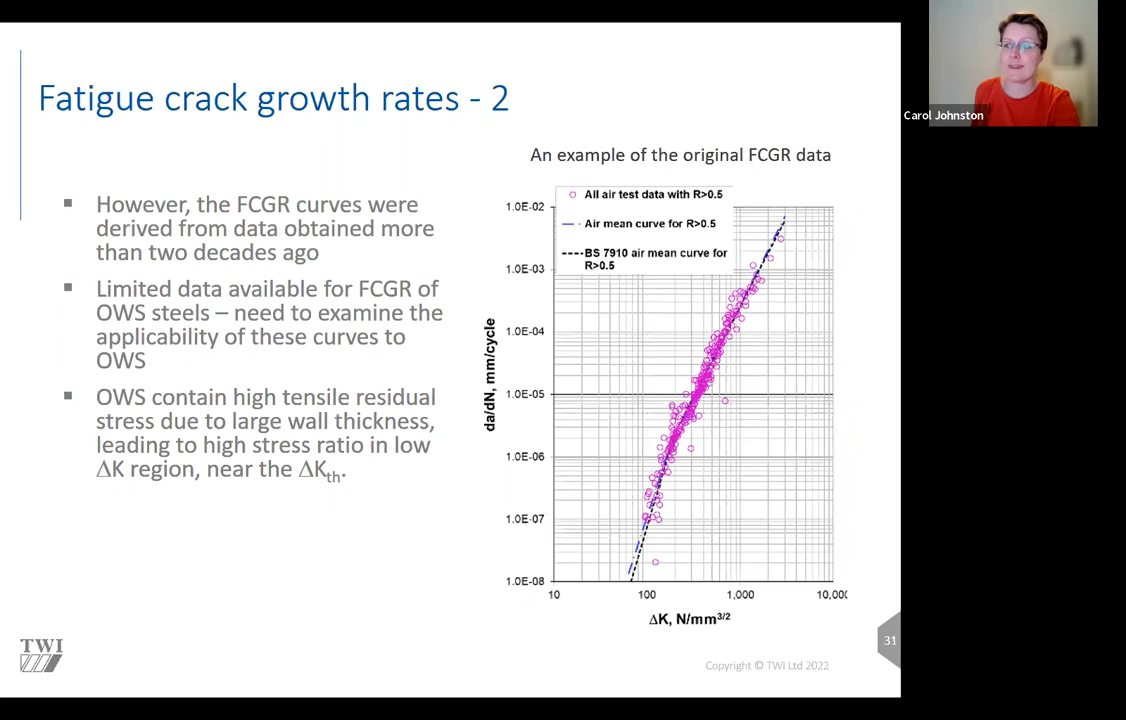 Fatigue crack growth rates - 2
Carol Johnston
▪ However, the FCGR curves were
derived from data obtained more
than two decades ago
▪ Limited data available for FCGR of
OWS steels – need to examine the
applicability of these curves to
OWS
▪ OWS contain high tensile residual
stress due to large wall thickness,
leading to high stress ratio in low
ΔK region, near the ΔKth.
An example of the original FCGR data
All air test data with R>0.5
Air mean curve for R>0.5
BS 7910 air mean curve for
R>0.5
da/dN, mm/cycle
1.0E-02
1.0E-03
1.0E-04
1.0E-05
1.0E-06
1.0E-07
1.0E-08
10 100 1,000 10,000
ΔK, N/mm3/2
TWI
31
Copyright © TWI Ltd 2022